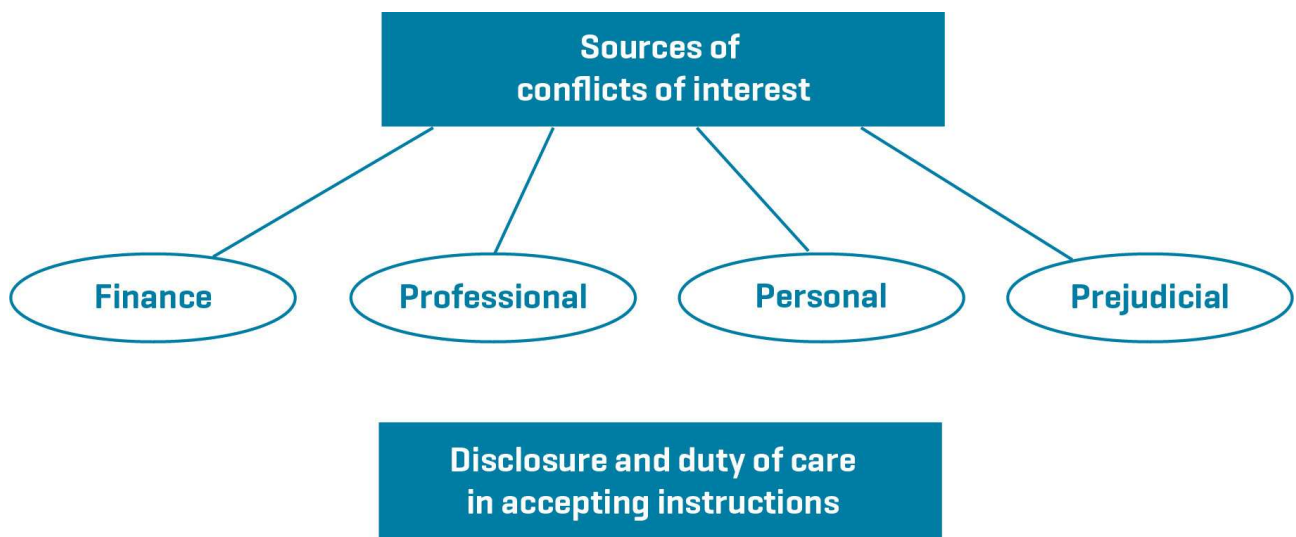 Sources of
conflicts of interest
Finance
Professional
Personal
Prejudicial
Disclosure and duty of care
in accepting instructions